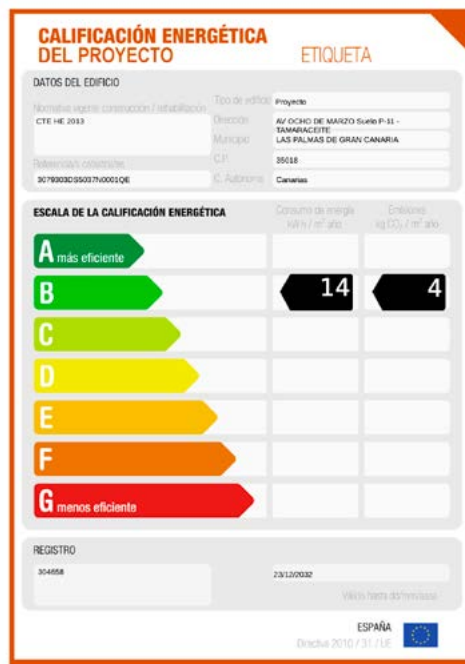 CALIFICACIÓN ENERGÉTICA
DEL PROYECTO
ETIQUETA
DATOS DEL EDIFICIO
Normativa vigente construcción / rehabilitación
CTE HE 2013
Referencia/s catastral/es
3079303DS5037N0001QE
Tipo de edificio
Proyecto
Dirección
AV OCHO DE MARZO Suelo P-11 -
TAMARACEITE
Municipio
LAS PALMAS DE GRAN CANARIA
C.P.
35018
C. Autónoma
Canarias
ESCALA DE LA CALIFICACIÓN ENERGÉTICA
Consumo de energía
kW h / m² año
Emisiones
kg CO₂ / m² año
A más eficiente
B
14
4
C
D
E
F
G menos eficiente
REGISTRO
304658
23/12/2032
Válido hasta dd/mm/aaaa
ESPAÑA
Directiva 2010 / 31 / UE